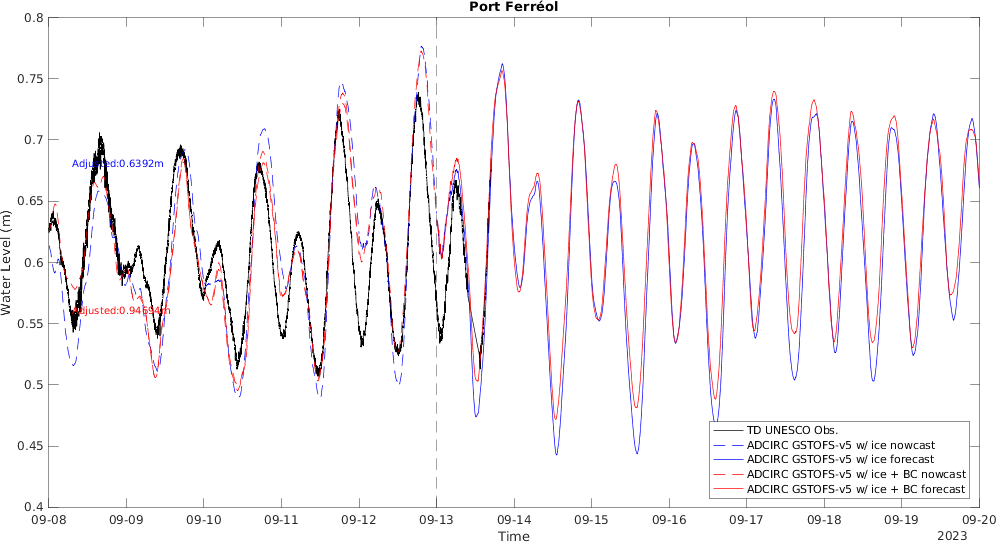 Port Ferréol
0.8
0.75
0.7
0.65
0.6
0.55
0.5
0.45
0.4
Water Level (m)
Adjusted:0.6392m
Adjusted:0.94694m
TD UNESCO Obs.
ADCIRC GSTOFS-v5 w/ ice nowcast
ADCIRC GSTOFS-v5 w/ ice forecast
ADCIRC GSTOFS-v5 w/ ice + BC nowcast
ADCIRC GSTOFS-v5 w/ ice + BC forecast
09-08 09-09 09-10 09-11 09-12 09-13 09-14 09-15 09-16 09-17 09-18 09-19 09-20
Time
2023